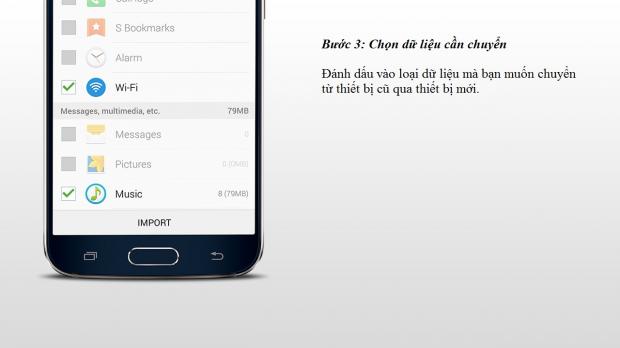 S Bookmarks
Alarm
Wi-Fi
Messages, multimedia, etc. 79MB
Messages 0
Pictures 0 (0MB)
Music 8 (79MB)
IMPORT
Bước 3: Chọn dữ liệu cần chuyển
Đánh dấu vào loại dữ liệu mà bạn muốn chuyển
từ thiết bị cũ qua thiết bị mới.